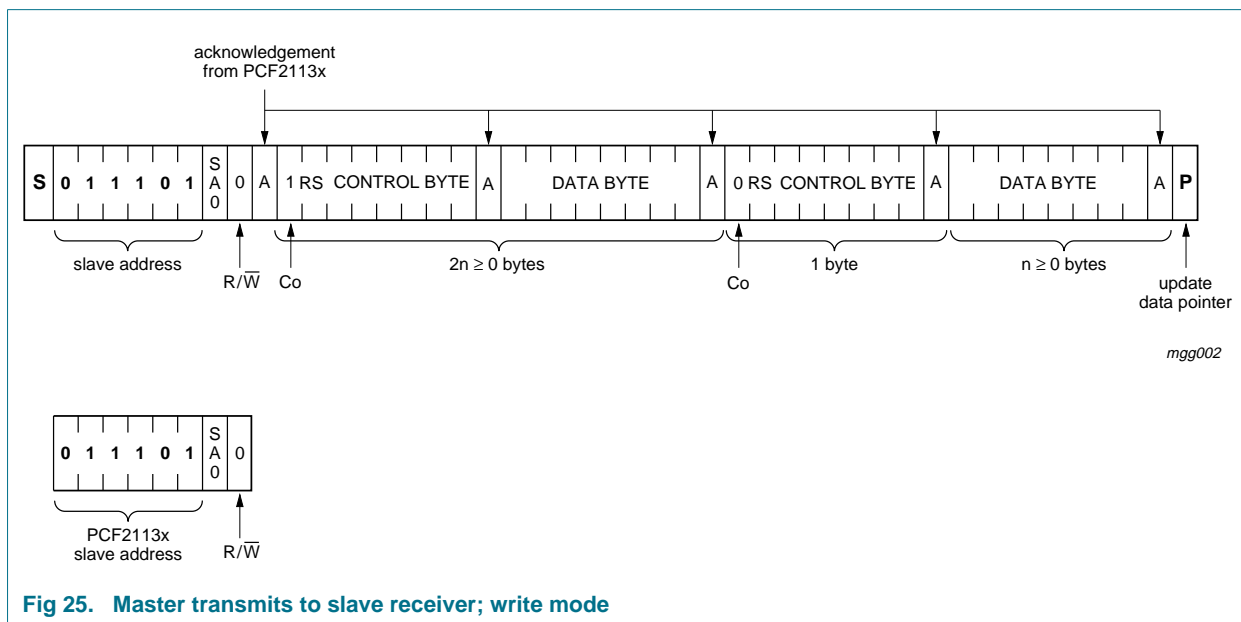 acknowledgement
from PCF2113x
S 0 1 1 1 0 1 SA0 0 A 1 RS CONTROL BYTE A DATA BYTE A 0 RS CONTROL BYTE A DATA BYTE A P
slave address
R/W̅
Co
2n ≥ 0 bytes
Co
1 byte
n ≥ 0 bytes
update
data pointer
mgg002
0 1 1 1 0 1 SA0 0
PCF2113x
slave address
R/W̅
Fig 25. Master transmits to slave receiver; write mode